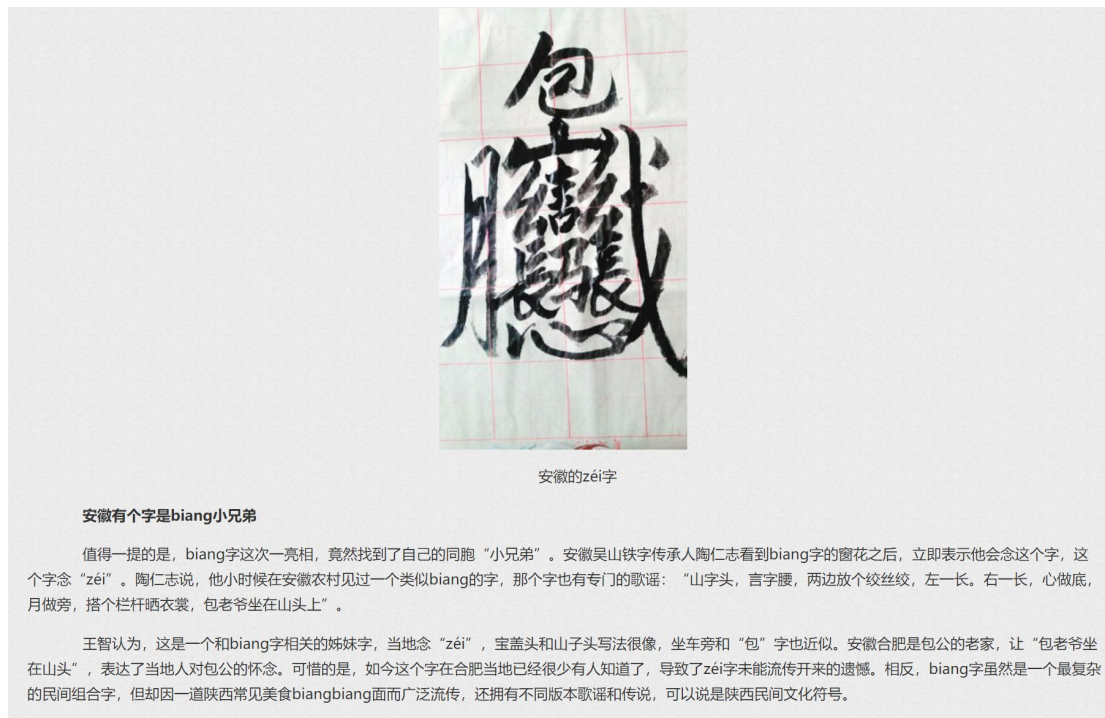 安徽的zéi字
安徽有个字是biang小兄弟
值得一提的是，biang字这次一亮相，竟然找到了自己的同胞“小兄弟”。安徽吴山铁字传承人陶仁志看到biang字的窗花之后，立即表示他会念这个字，这
个字念“zéi”。陶仁志说，他小时候在安徽农村见过一个类似biang的字，那个字也有专门的歌谣：“山字头，言字腰，两边放个绞丝绞，左一长。右一长，心做底，
月做旁，搭个栏杆晒衣裳，包老爷坐在山头上”。
王智认为，这是一个和biang字相关的姊妹字，当地念“zéi”，宝盖头和山子头写法很像，坐车旁和“包”字也近似。安徽合肥是包公的老家，让“包老爷坐
在山头”，表达了当地人对包公的怀念。可惜的是，如今这个字在合肥当地已经很少有人知道了，导致了zéi字未能流传开来的遗憾。相反，biang字虽然是一个最复杂
的民间组合字，但却因一道陕西常见美食biangbiang面而广泛流传，还拥有不同版本歌谣和传说，可以说是陕西民间文化符号。